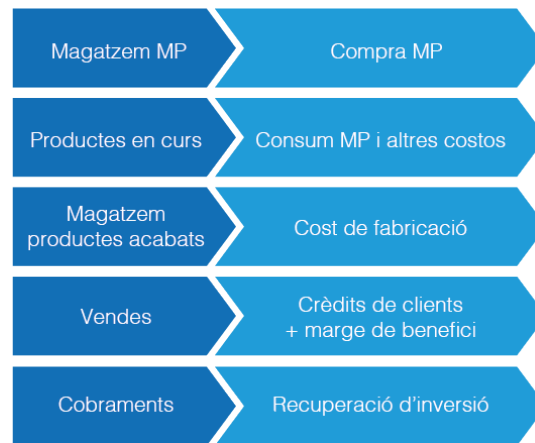 Magatzem MP
Compra MP
Productes en curs
Consum MP i altres costos
Magatzem
productes acabats
Cost de fabricació
Vendes
Crèdits de clients
+ marge de benefici
Cobraments
Recuperació d’inversió